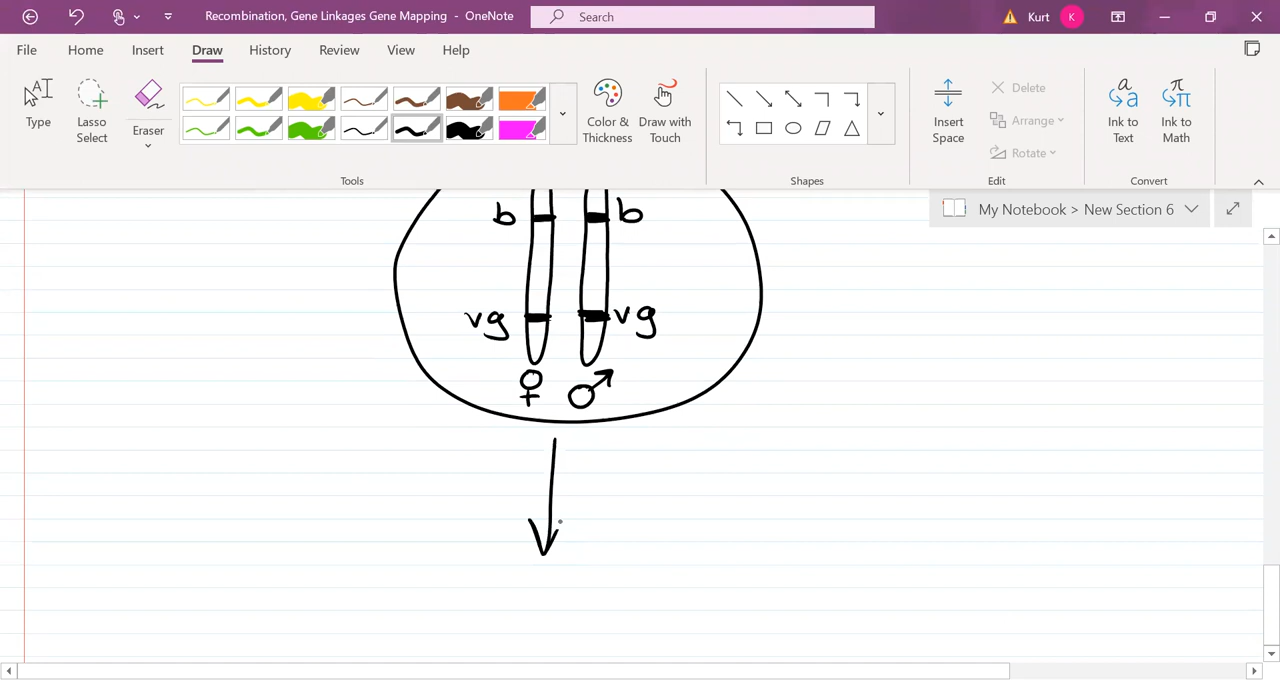 Recombination, Gene Linkages Gene Mapping - OneNote
Search
Kurt
K
File Home Insert Draw History Review View Help
Type
Lasso Select
Eraser
Color & Thickness
Draw with Touch
Insert Space
Delete
Arrange
Rotate
Ink to Text
Ink to Math
Tools
Shapes
Edit
Convert
My Notebook > New Section 6
b b
vg vg
♀ ♂